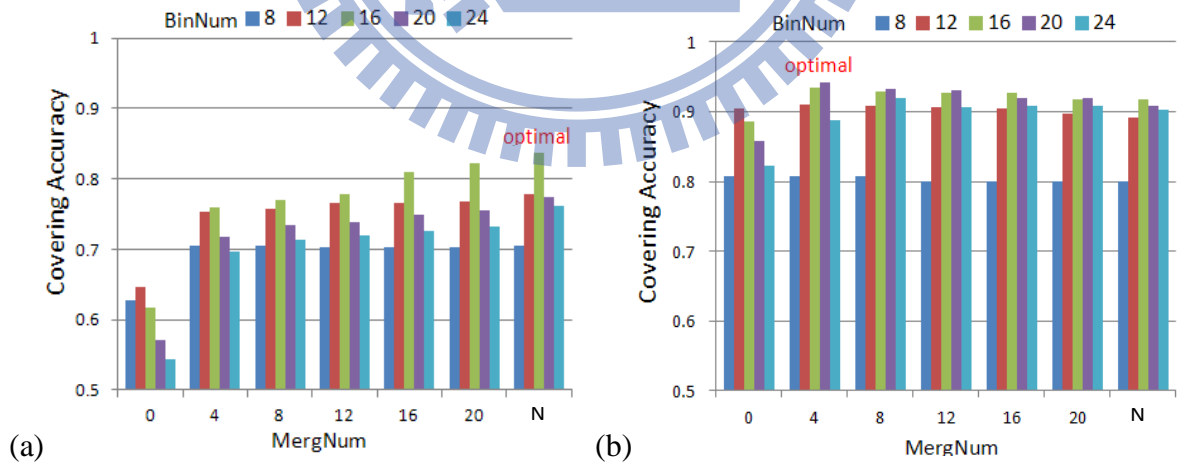 BinNum 8 12 16 20 24
1
0.9
0.8
0.7
0.6
0.5
Covering Accuracy
optimal
0 4 8 12 16 20 N
MergNum
(a)
BinNum 8 12 16 20 24
1
0.9
0.8
0.7
0.6
0.5
Covering Accuracy
optimal
0 4 8 12 16 20 N
MergNum
(b)